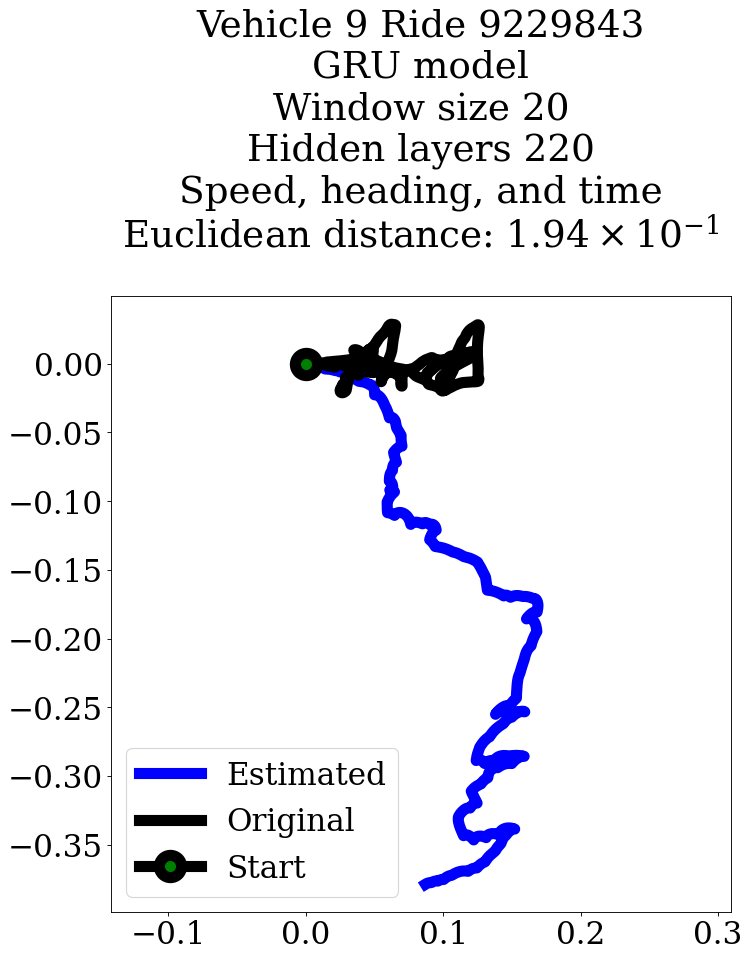 Vehicle 9 Ride 9229843
GRU model
Window size 20
Hidden layers 220
Speed, heading, and time
Euclidean distance: 1.94 × 10⁻¹
0.00
−0.05
−0.10
−0.15
−0.20
−0.25
−0.30
−0.35
Estimated
Original
Start
−0.1 0.0 0.1 0.2 0.3